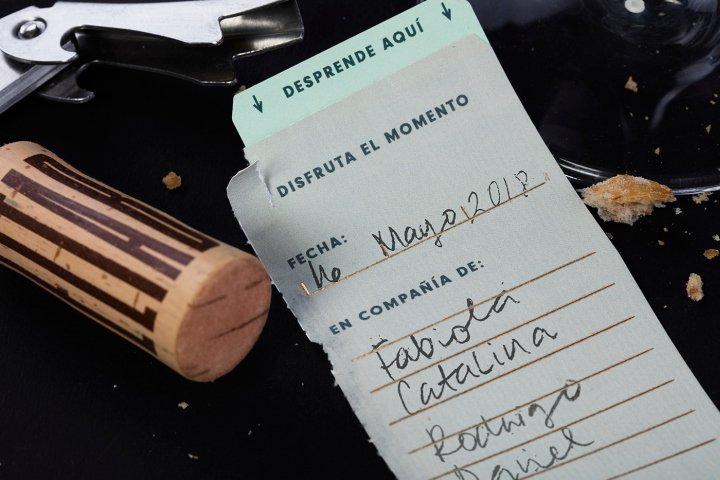 DESPRENDE AQUÍ
DISFRUTA EL MOMENTO
FECHA:
16 Mayo 2018
EN COMPAÑÍA DE:
Fabiola
Catalina
Rodrigo
Daniel